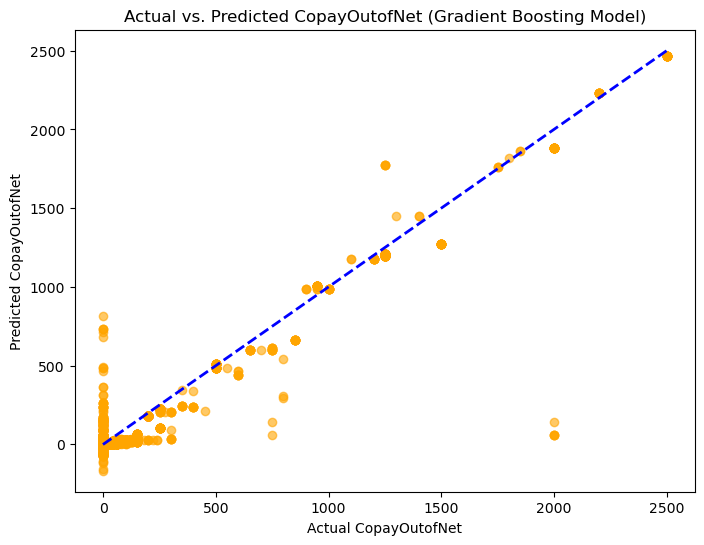 Actual vs. Predicted CopayOutofNet (Gradient Boosting Model)
2500
2000
1500
1000
500
0
Predicted CopayOutofNet
0 500 1000 1500 2000 2500
Actual CopayOutofNet